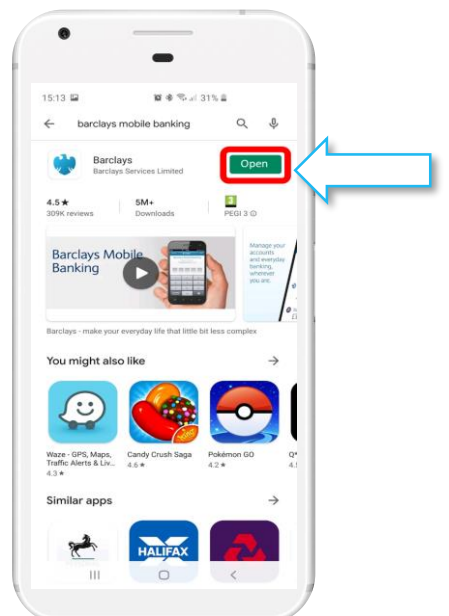 15:13 31%
barclays mobile banking
Barclays
Barclays Services Limited
Open
4.5 ★ 5M+ 3
309K reviews Downloads PEGI 3
Barclays Mobile
Banking
Manage your
accounts
and everyday
banking,
wherever
you are.
Barclays - make your everyday life that little bit less complex
You might also like
Waze - GPS, Maps,
Traffic Alerts & Liv...
4.3 ★
Candy Crush Saga
4.6 ★
Pokémon GO
4.2 ★
Similar apps
HALIFAX